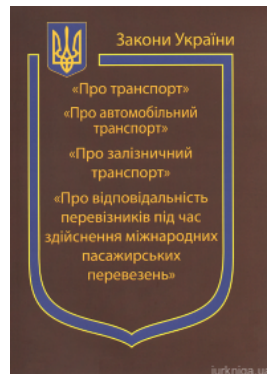 Закони України
«Про транспорт»
«Про автомобільний
транспорт»
«Про залізничний
транспорт»
«Про відповідальність
перевізників під час
здійснення міжнародних
пасажирських
перевезень»
jurkniga.ua